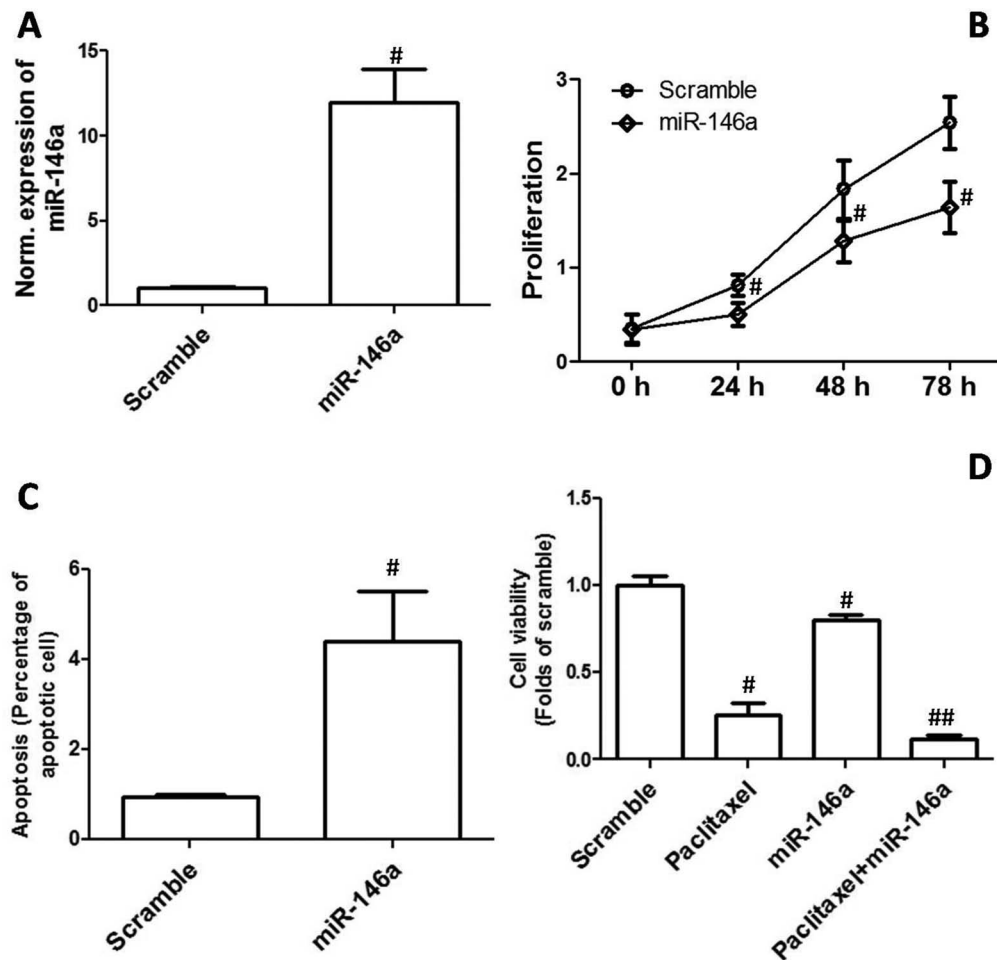 A
Norm. expression of
miR-146a
15
10
5
0
#
Scramble
miR-146a
B
Proliferation
3
2
1
0
Scramble
miR-146a
#
#
#
0 h
24 h
48 h
78 h
C
Apoptosis (Percentage of
apoptotic cell)
6
4
2
0
#
Scramble
miR-146a
D
Cell viability
(Folds of scramble)
1.5
1.0
0.5
0.0
#
#
##
Scramble
Paclitaxel
miR-146a
Paclitaxel+miR-146a